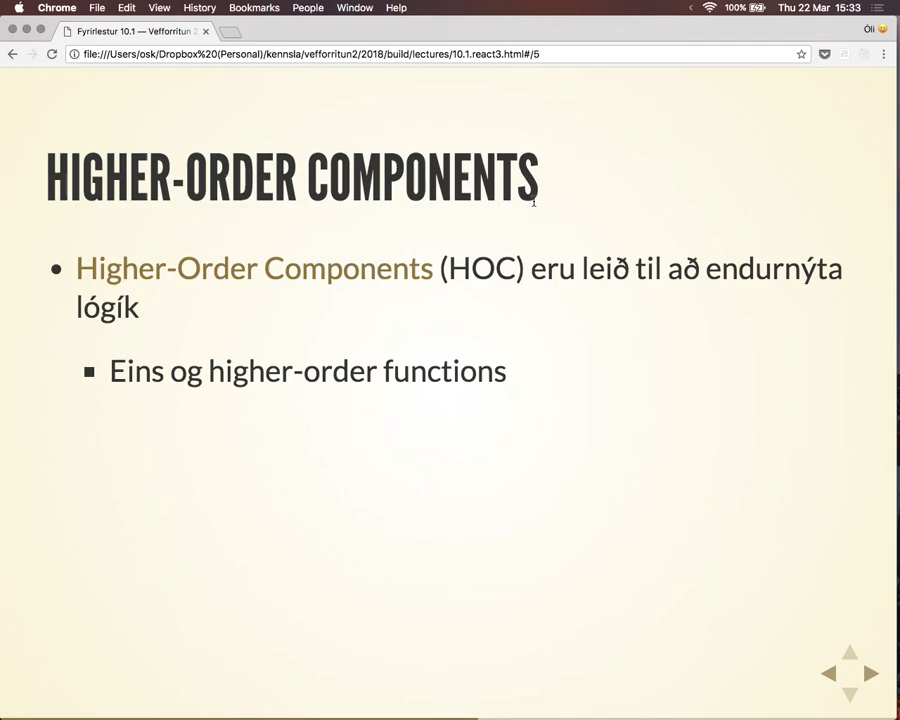 Chrome File Edit View History Bookmarks People Window Help 100% Thu 22 Mar 15:33
Fyrirlestur 10.1 — Vefforritun 2 Óli
file:///Users/osk/Dropbox%20(Personal)/kennsla/vefforritun2/2018/build/lectures/10.1.react3.html#/5
HIGHER-ORDER COMPONENTS
Higher-Order Components (HOC) eru leið til að endurnýta
lógík
Eins og higher-order functions